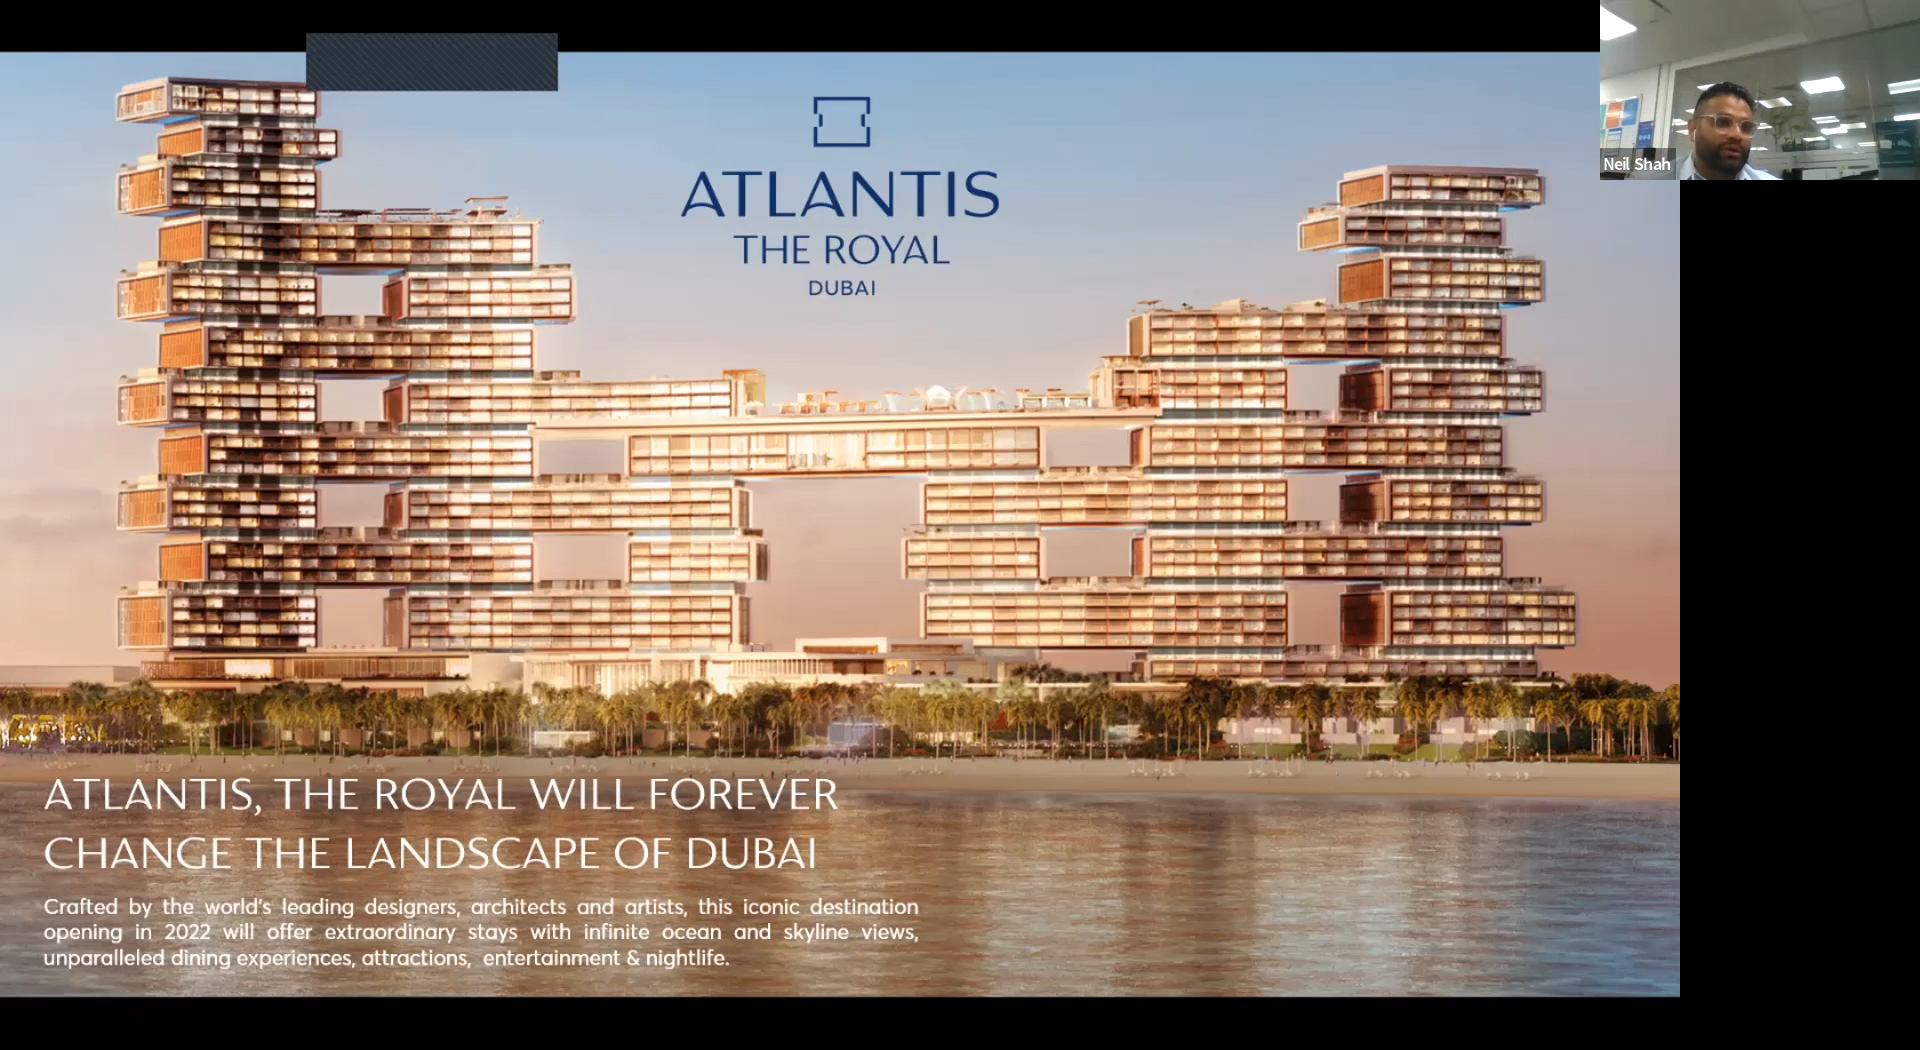 ATLANTIS
THE ROYAL
DUBAI
Neil Shah
ATLANTIS, THE ROYAL WILL FOREVER
CHANGE THE LANDSCAPE OF DUBAI
Crafted by the world's leading designers, architects and artists, this iconic destination
opening in 2022 will offer extraordinary stays with infinite ocean and skyline views,
unparalleled dining experiences, attractions, entertainment & nightlife.